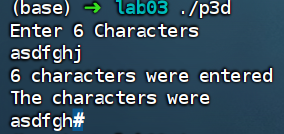 (base) ➜ lab03 ./p3d
Enter 6 Characters
asdfghj
6 characters were entered
The characters were
asdfgh#